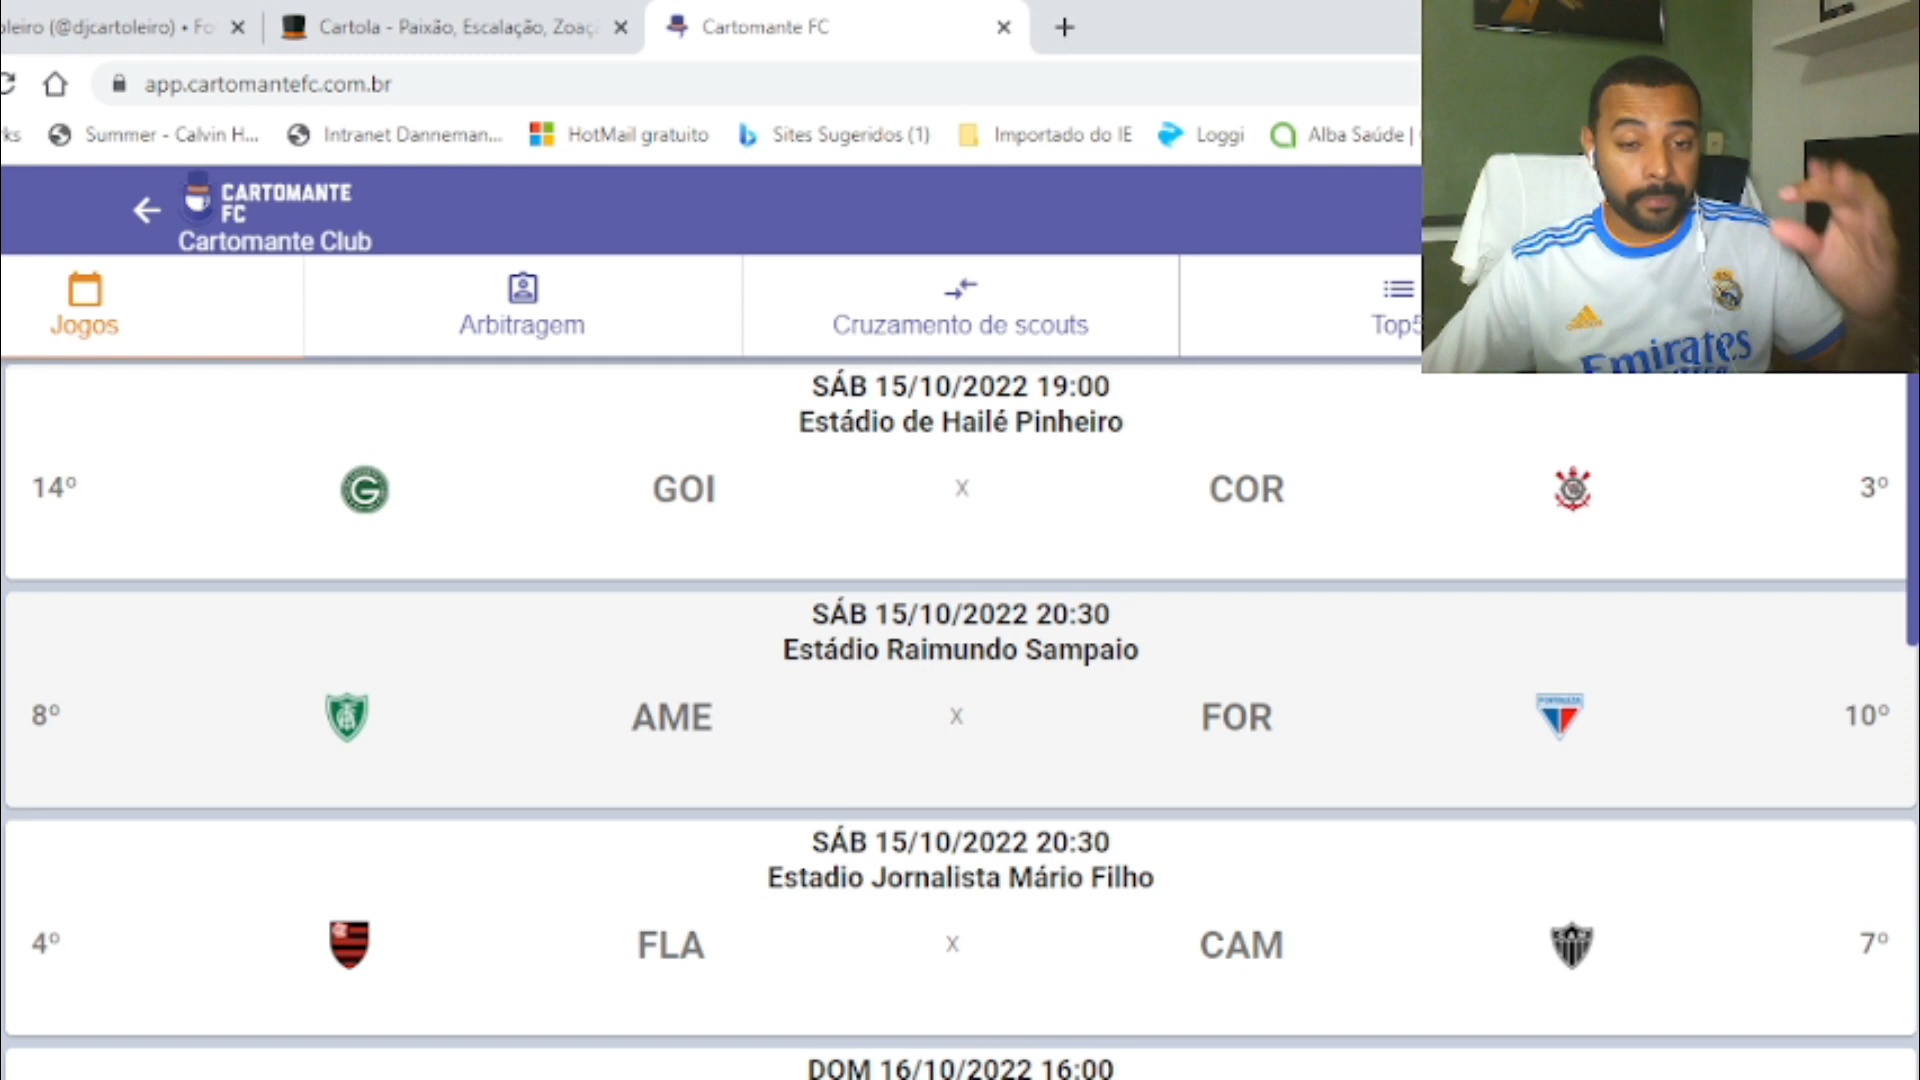 oleiro (@djcartoleiro) • Fo
Cartola - Paixão, Escalação, Zoaç
Cartomante FC
app.cartomantefc.com.br
ks
Summer - Calvin H...
Intranet Danneman...
HotMail gratuito
Sites Sugeridos (1)
Importado do IE
Loggi
Alba Saúde |
CARTOMANTE
FC
Cartomante Club
Jogos
Arbitragem
Cruzamento de scouts
Top5
Emirates
SÁB 15/10/2022 19:00
Estádio de Hailé Pinheiro
14º GOI x COR 3º
SÁB 15/10/2022 20:30
Estádio Raimundo Sampaio
8º AME x FOR 10º
SÁB 15/10/2022 20:30
Estadio Jornalista Mário Filho
4º FLA x CAM 7º
DOM 16/10/2022 16:00